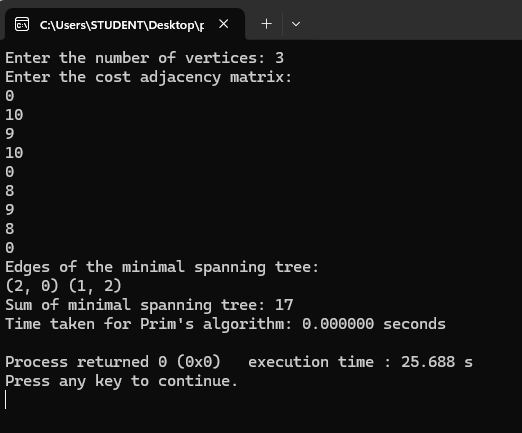 C:\Users\STUDENT\Desktop\p
Enter the number of vertices: 3
Enter the cost adjacency matrix:
0
10
9
10
0
8
9
8
0
Edges of the minimal spanning tree:
(2, 0) (1, 2)
Sum of minimal spanning tree: 17
Time taken for Prim's algorithm: 0.000000 seconds
Process returned 0 (0x0)   execution time : 25.688 s
Press any key to continue.